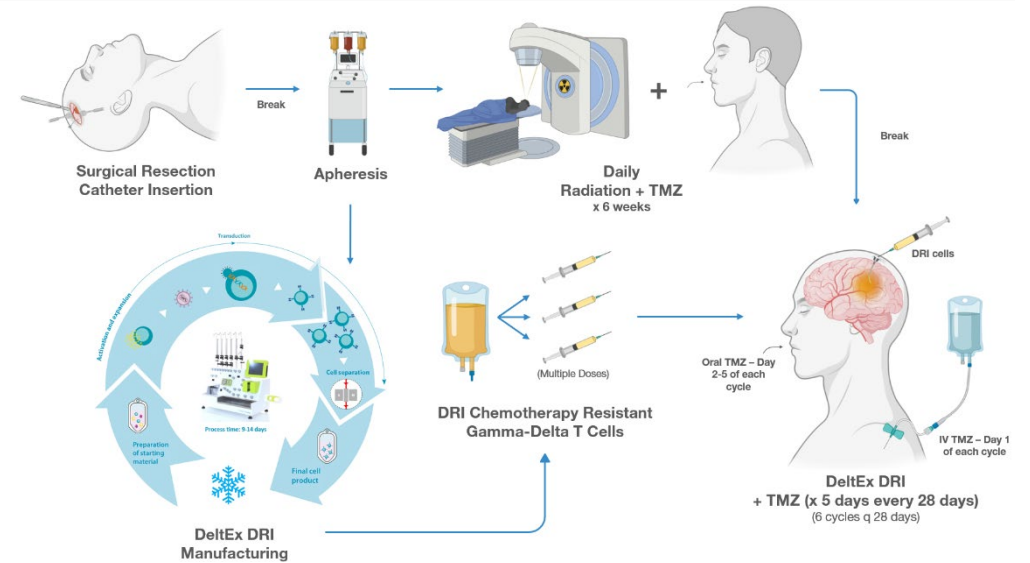 Break
Surgical Resection
Catheter Insertion
Apheresis
+
Daily
Radiation + TMZ
x 6 weeks
Break
Transduction
Activation and expansion
Cell separation
Process time: 9-14 days
Preparation
of starting
material
Final cell
product
DeltEx DRI
Manufacturing
(Multiple Doses)
DRI Chemotherapy Resistant
Gamma-Delta T Cells
DRI cells
Oral TMZ – Day
2-5 of each
cycle
IV TMZ – Day 1
of each cycle
DeltEx DRI
+ TMZ (x 5 days every 28 days)
(6 cycles q 28 days)